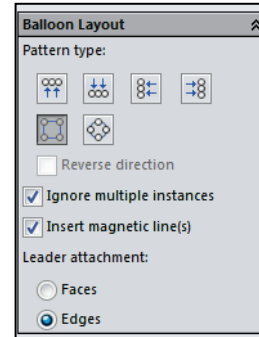 Balloon Layout
Pattern type:
Reverse direction
Ignore multiple instances
Insert magnetic line(s)
Leader attachment:
Faces
Edges